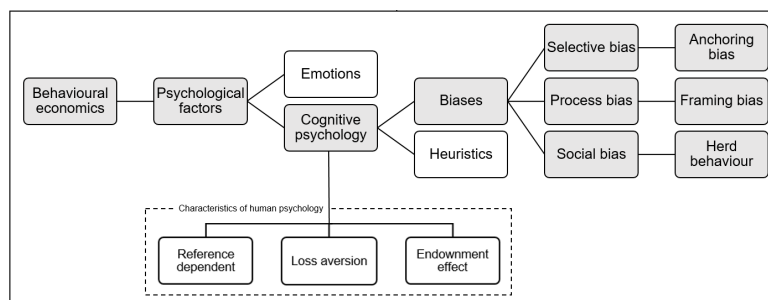 Behavioural
economics
Psychological
factors
Emotions
Cognitive
psychology
Biases
Heuristics
Selective bias
Anchoring
bias
Process bias
Framing bias
Social bias
Herd
behaviour
Characteristics of human psychology
Reference
dependent
Loss aversion
Endownment
effect